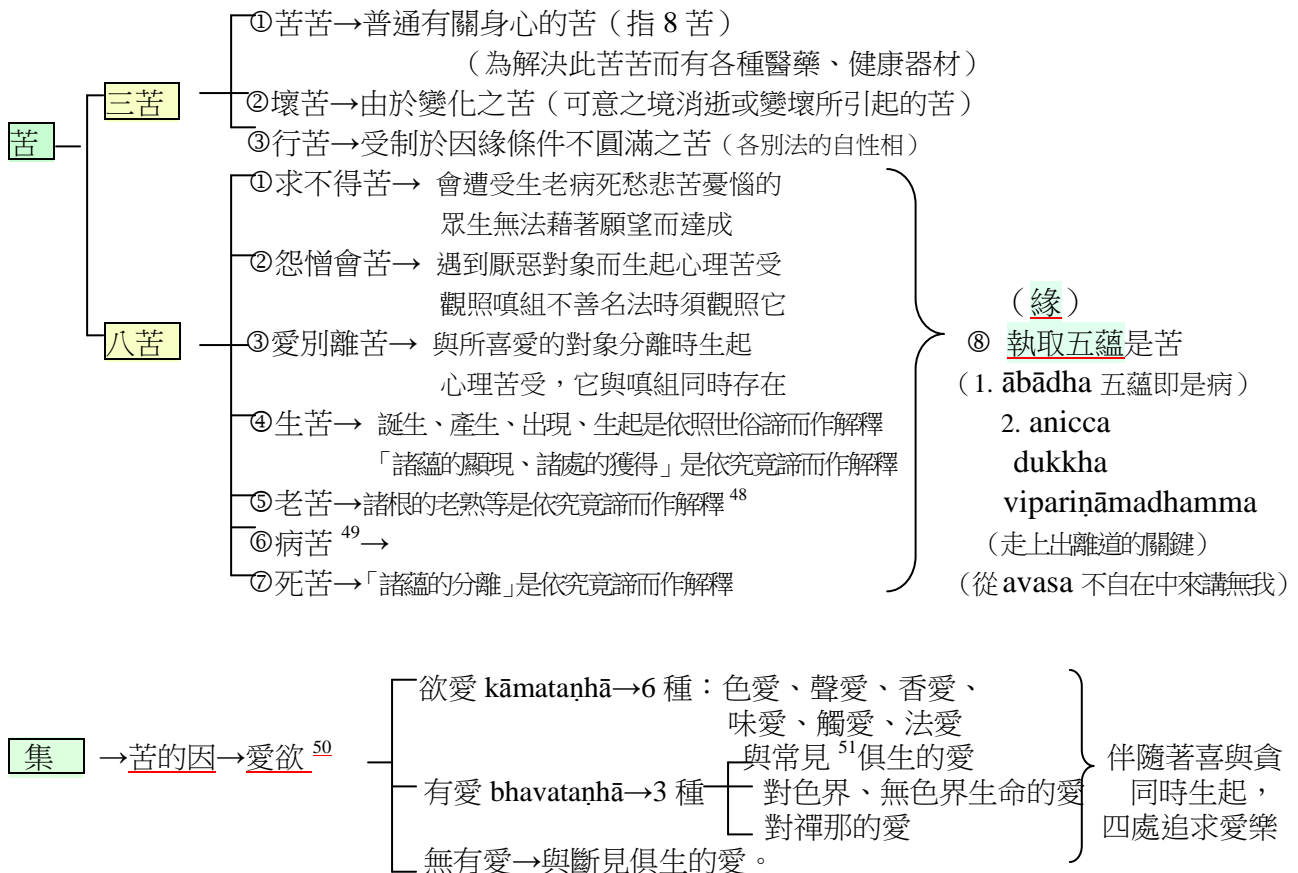 ①苦苦→普通有關身心的苦（指 8 苦）
（為解決此苦苦而有各種醫藥、健康器材）
三苦
②壞苦→由於變化之苦（可意之境消逝或變壞所引起的苦）
苦
③行苦→受制於因緣條件不圓滿之苦（各別法的自性相）
①求不得苦→ 會遭受生老病死愁悲苦憂惱的
眾生無法藉著願望而達成
②怨憎會苦→ 遇到厭惡對象而生起心理苦受
觀照嗔組不善名法時須觀照它
八苦
③愛別離苦→ 與所喜愛的對象分離時生起
心理苦受，它與嗔組同時存在
④生苦→ 誕生、產生、出現、生起是依照世俗諦而作解釋
「諸蘊的顯現、諸處的獲得」是依究竟諦而作解釋
⑤老苦→諸根的老熟等是依究竟諦而作解釋 48
⑥病苦 49→
⑦死苦→「諸蘊的分離」是依究竟諦而作解釋
（緣）
⑧ 執取五蘊是苦
（1. ābādha 五蘊即是病）
2. anicca
dukkha
vipariṇāmadhamma
（走上出離道的關鍵）
（從 avasa 不自在中來講無我）
集 →苦的因→愛欲 50
欲愛 kāmataṇhā→6 種：色愛、聲愛、香愛、
味愛、觸愛、法愛
有愛 bhavataṇhā→3 種
與常見 51俱生的愛
對色界、無色界生命的愛
對禪那的愛
無有愛→與斷見俱生的愛。
伴隨著喜與貪
同時生起，
四處追求愛樂